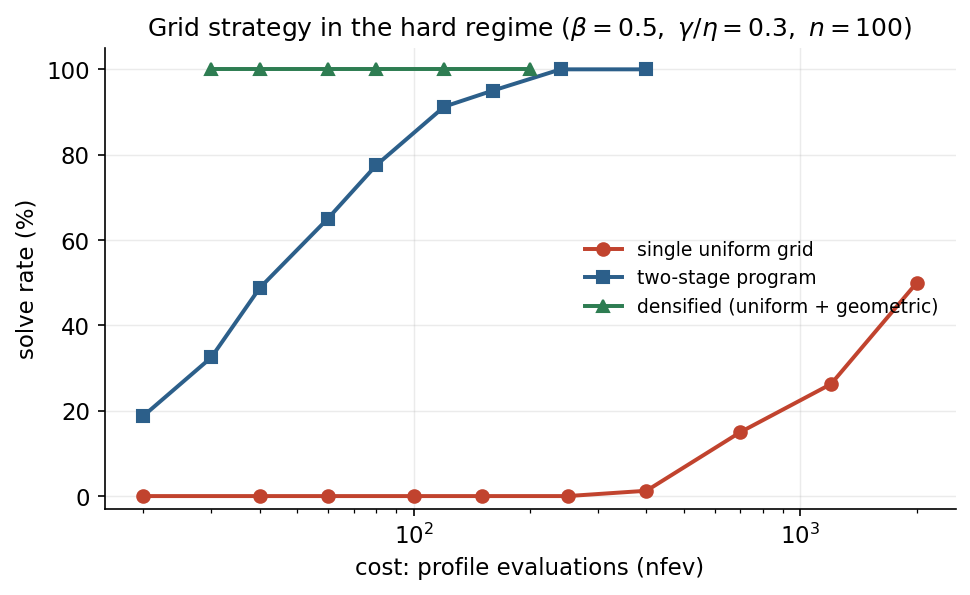 Grid strategy in the hard regime (β = 0.5, γ/η = 0.3, n = 100)
solve rate (%)
100
80
60
40
20
0
single uniform grid
two-stage program
densified (uniform + geometric)
10²
10³
cost: profile evaluations (nfev)